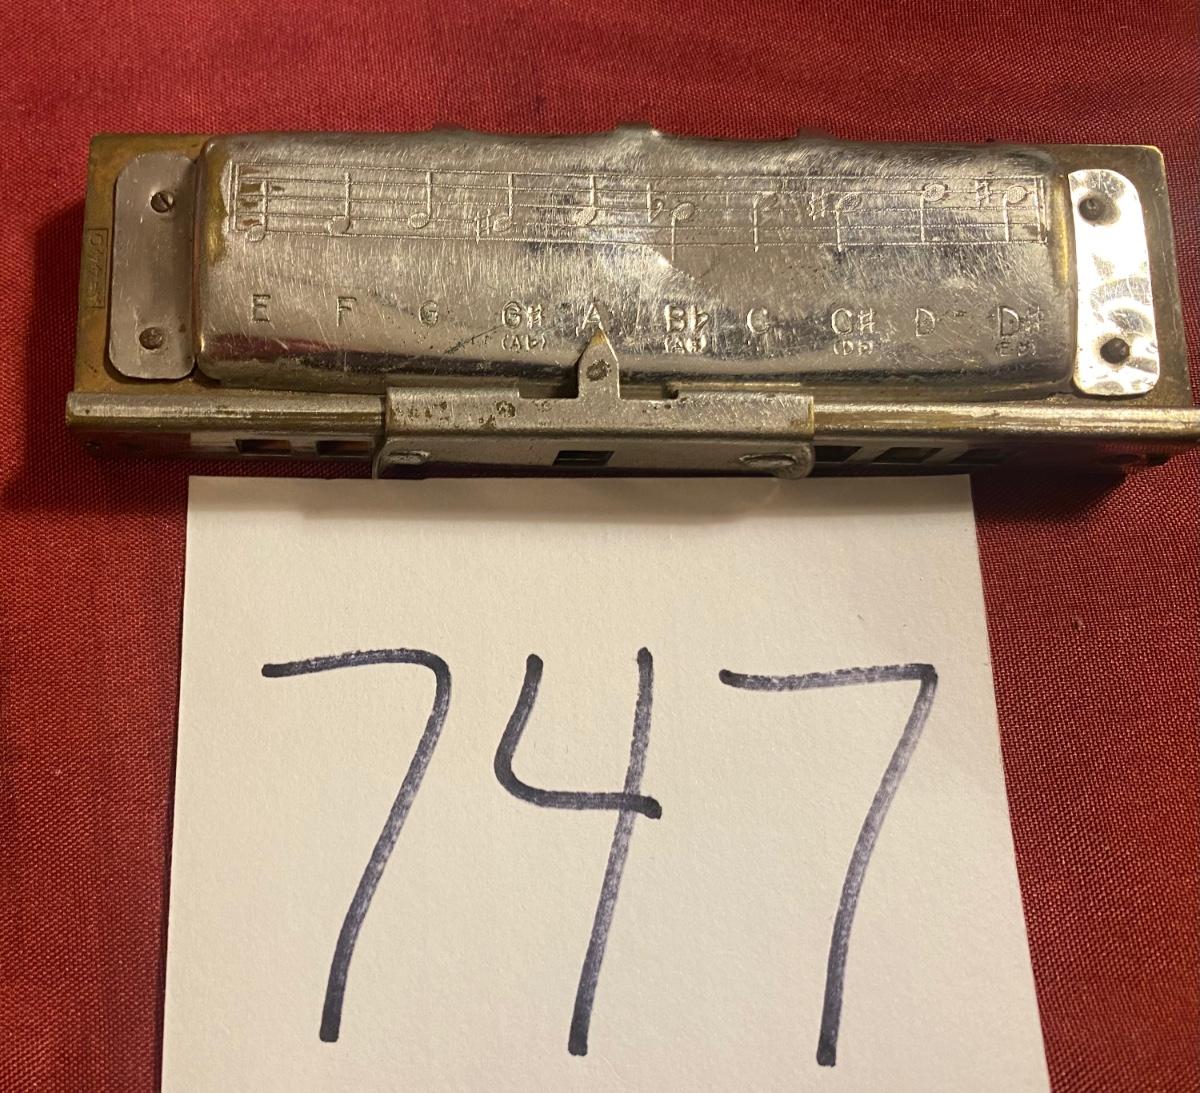 E F G G♯ A B♭ C C♯ D D♯
(A♭) (A♯) (D♭)
747